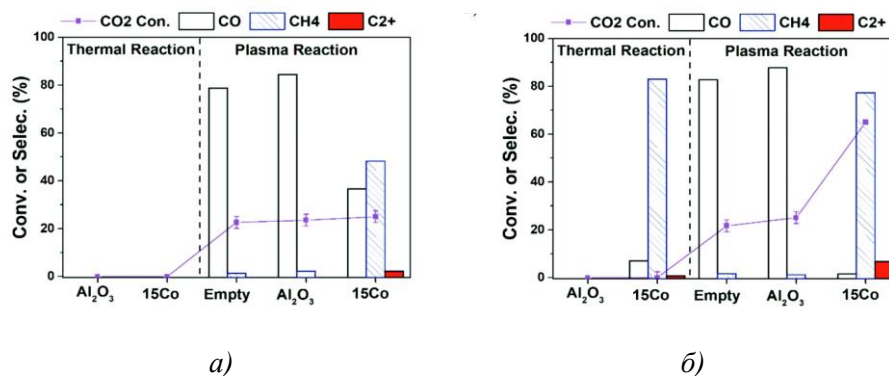 CO2 Con. CO CH4 C2+
Thermal Reaction Plasma Reaction
Conv. or Selec. (%)
100
80
60
40
20
0
Al₂O₃ 15Co Empty Al₂O₃ 15Co
а)
CO2 Con. CO CH4 C2+
Thermal Reaction Plasma Reaction
Conv. or Selec. (%)
100
80
60
40
20
0
Al₂O₃ 15Co Empty Al₂O₃ 15Co
б)